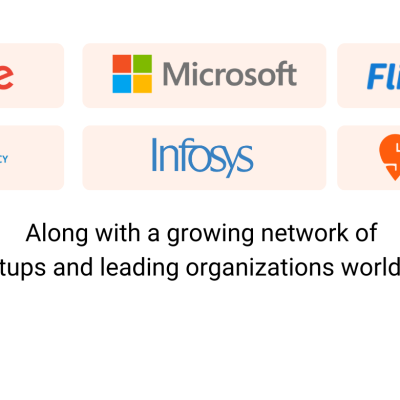 e Microsoft Fli
CY Infosys L
Along with a growing network of
tups and leading organizations world